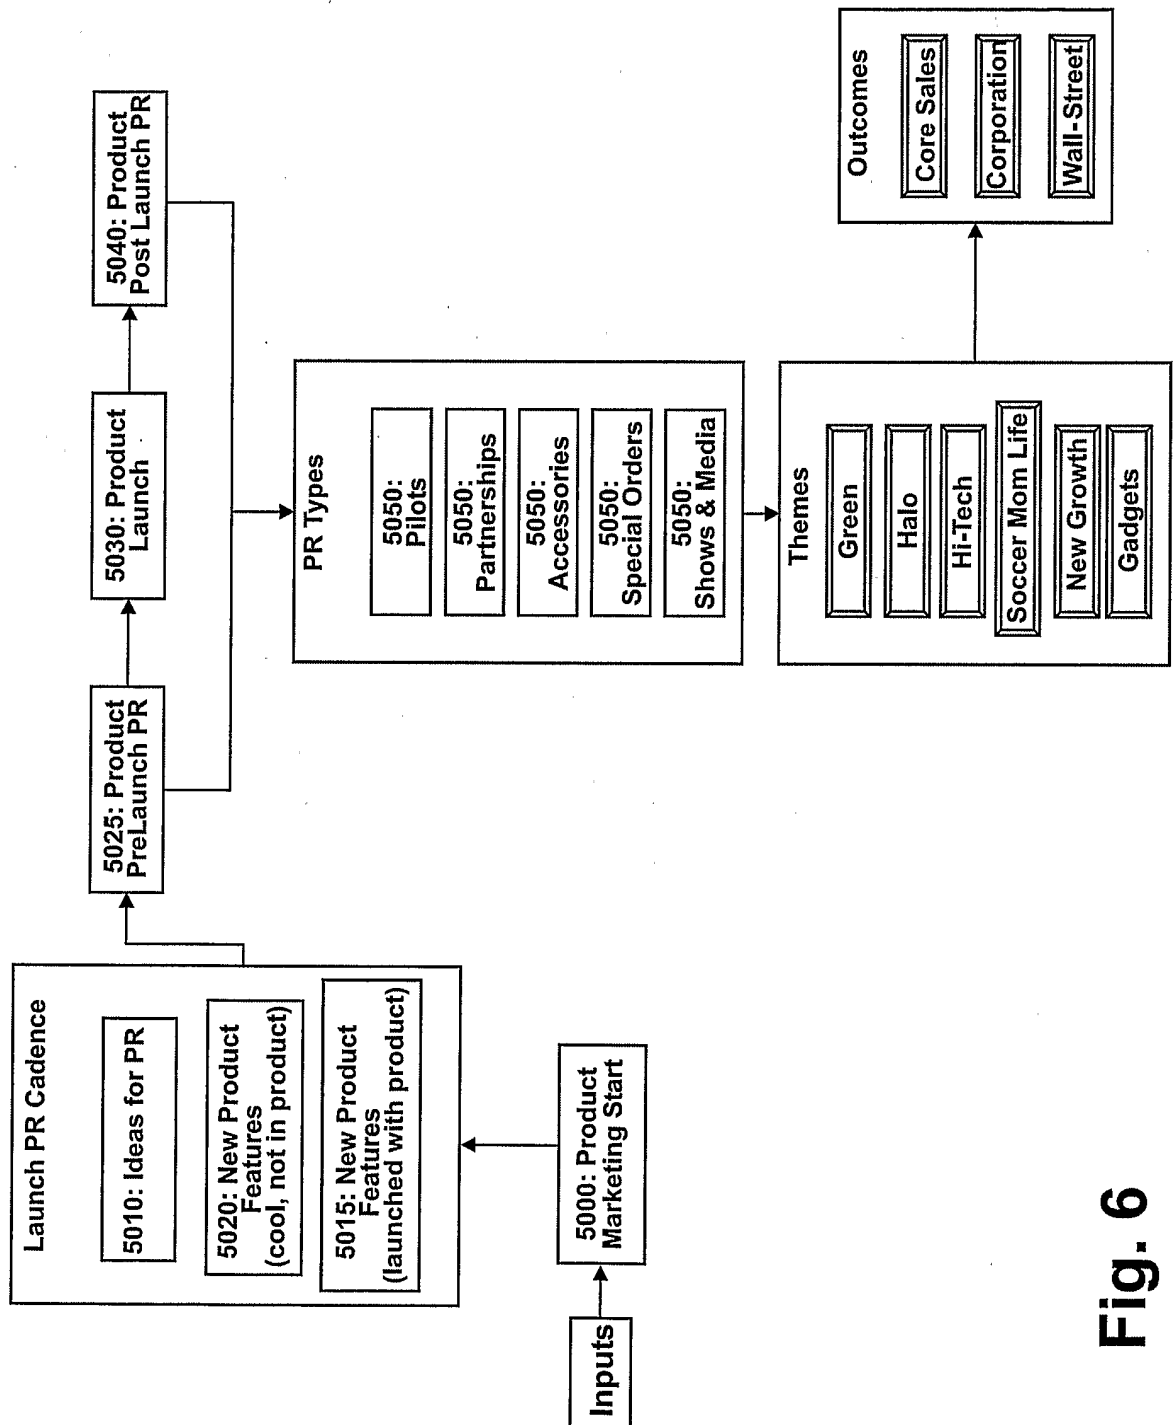 Launch PR Cadence
5010: Ideas for PR
5020: New Product
Features
(cool, not in product)
5015: New Product
Features
(launched with product)
Inputs
5000: Product
Marketing Start
5025: Product
PreLaunch PR
5030: Product
Launch
5040: Product
Post Launch PR
PR Types
5050:
Pilots
5050:
Partnerships
5050:
Accessories
5050:
Special Orders
5050:
Shows & Media
Themes
Green
Halo
Hi-Tech
Soccer Mom Life
New Growth
Gadgets
Outcomes
Core Sales
Corporation
Wall-Street
Fig. 6